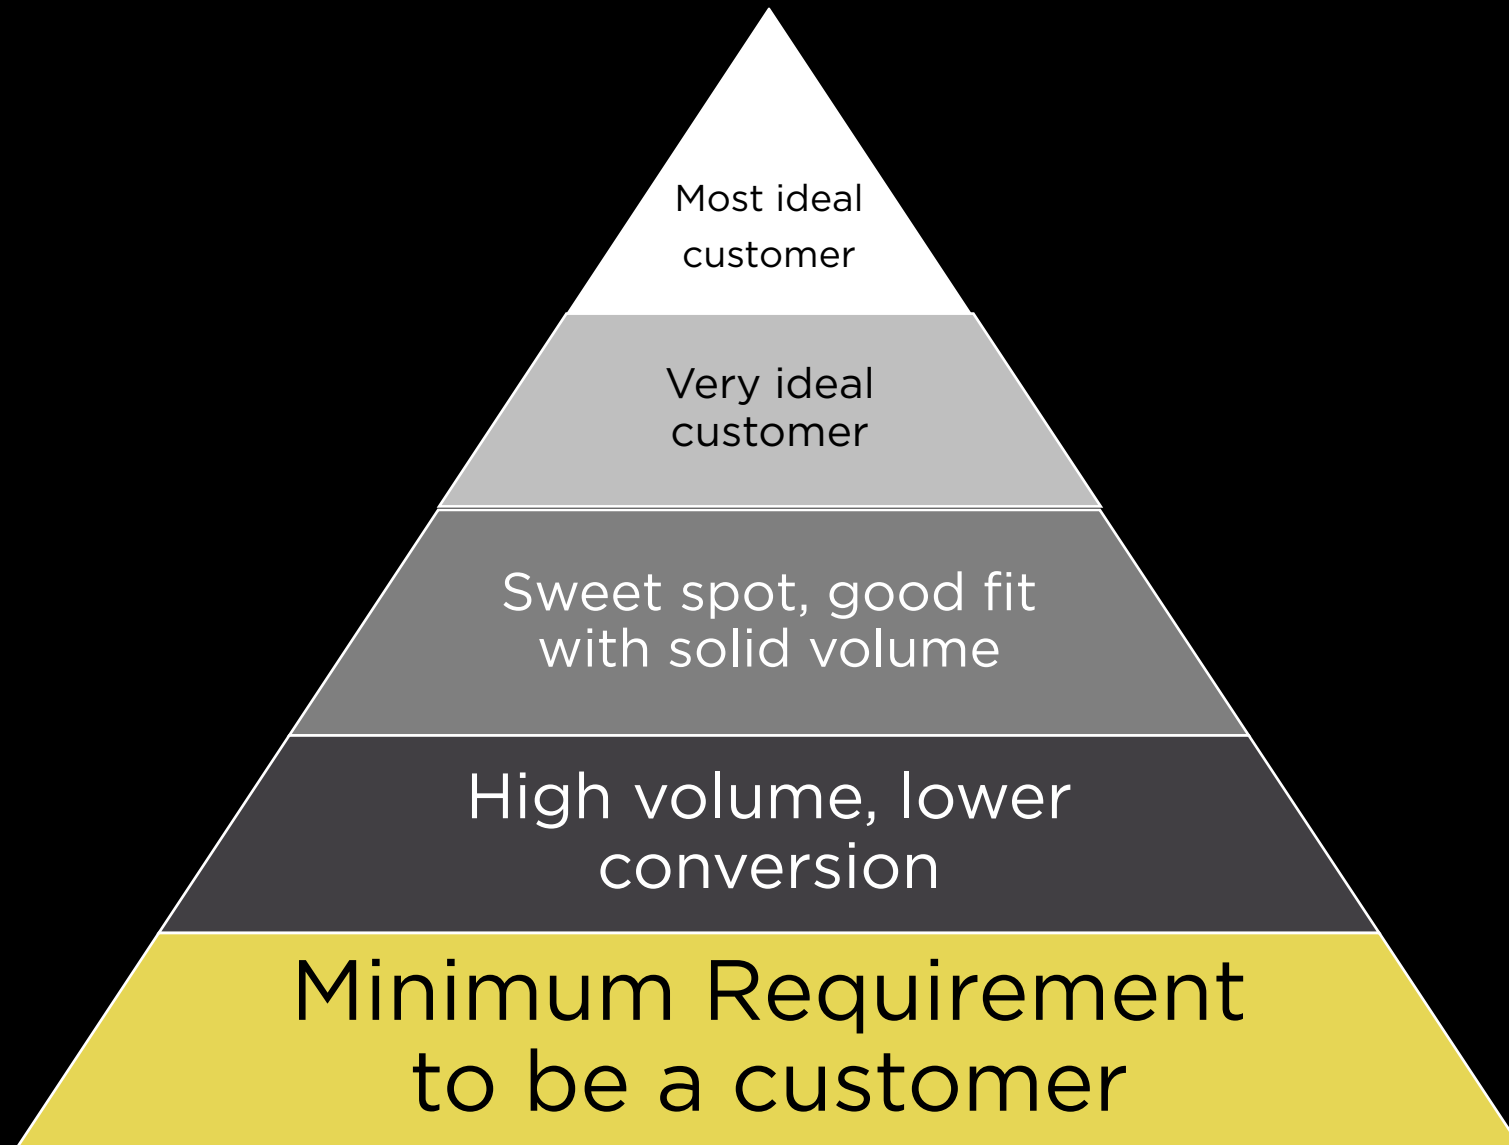 Most ideal
customer
Very ideal
customer
Sweet spot, good fit
with solid volume
High volume, lower
conversion
Minimum Requirement
to be a customer